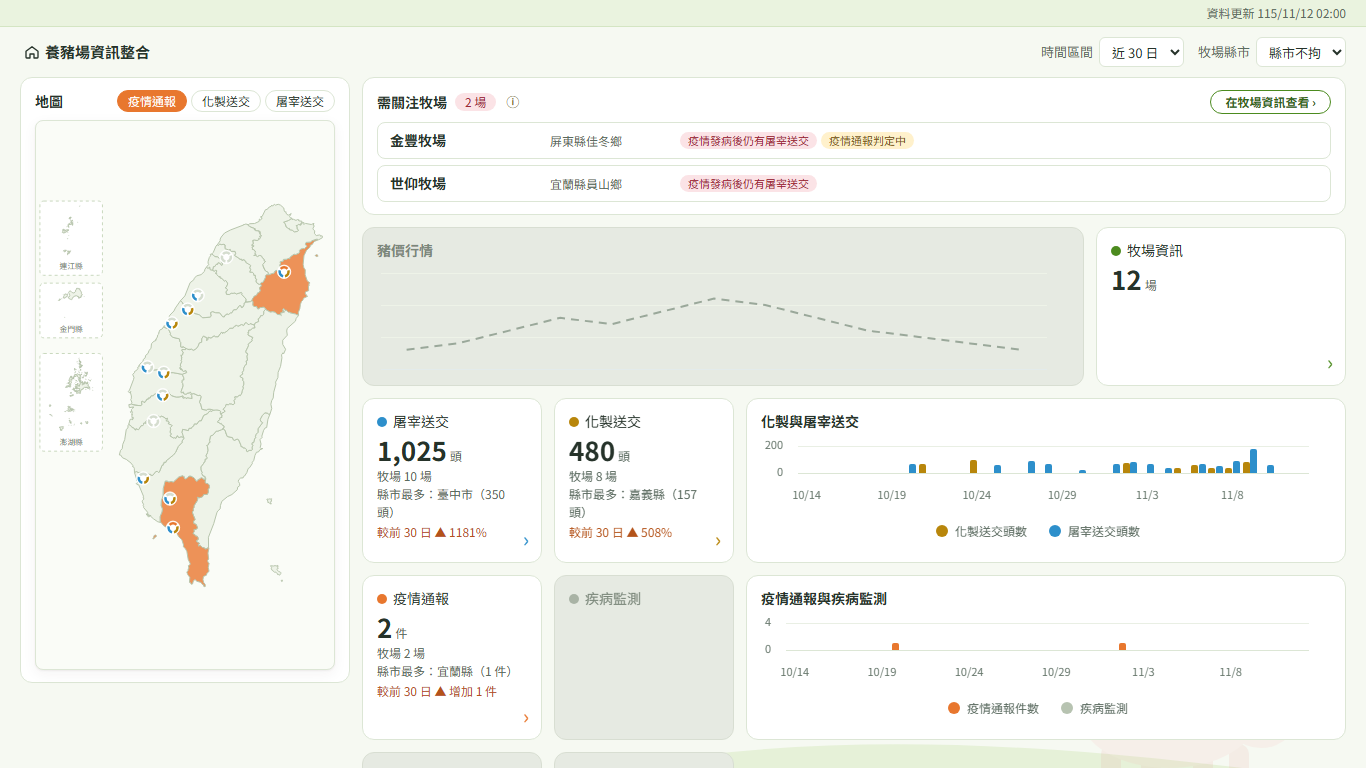 資料更新 115/11/12 02:00
養豬場資訊整合
時間區間 近 30 日 牧場縣市 縣市不拘
地圖 疫情通報 化製送交 屠宰送交
連江縣
金門縣
澎湖縣
需關注牧場 2 場 在牧場資訊查看 ›
金豐牧場 屏東縣佳冬鄉 疫情發病後仍有屠宰送交 疫情通報判定中
世仰牧場 宜蘭縣員山鄉 疫情發病後仍有屠宰送交
豬價行情
牧場資訊
12 場
›
屠宰送交
1,025 頭
牧場 10 場
縣市最多：臺中市（350
頭）
較前 30 日 ▲ 1181%
›
化製送交
480 頭
牧場 8 場
縣市最多：嘉義縣（157
頭）
較前 30 日 ▲ 508%
›
化製與屠宰送交
200
0
10/14 10/19 10/24 10/29 11/3 11/8
化製送交頭數 屠宰送交頭數
疫情通報
2 件
牧場 2 場
縣市最多：宜蘭縣（1 件）
較前 30 日 ▲ 增加 1 件
›
疾病監測
疫情通報與疾病監測
4
0
10/14 10/19 10/24 10/29 11/3 11/8
疫情通報件數 疾病監測